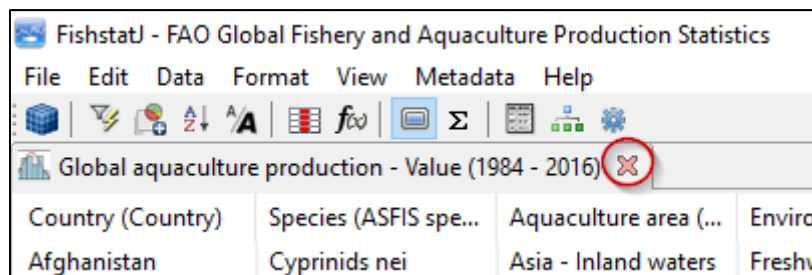 FishstatJ - FAO Global Fishery and Aquaculture Production Statistics
File Edit Data Format View Metadata Help
f(x) Σ
Global aquaculture production - Value (1984 - 2016)
Country (Country) Species (ASFIS spe... Aquaculture area (... Enviro
Afghanistan Cyprinids nei Asia - Inland waters Freshw